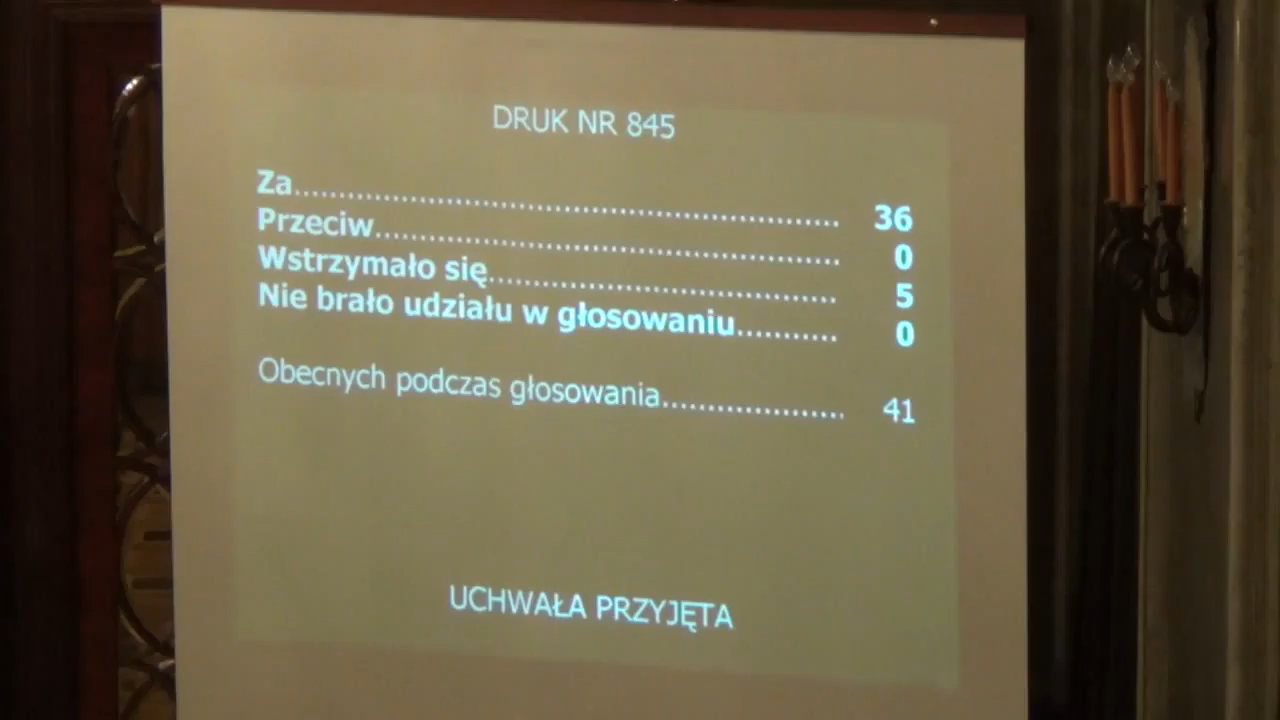 DRUK NR 845
Za.......................................................... 36
Przeciw.................................................. 0
Wstrzymało się..................................... 5
Nie brało udziału w głosowaniu........... 0
Obecnych podczas głosowania.................... 41
UCHWAŁA PRZYJĘTA